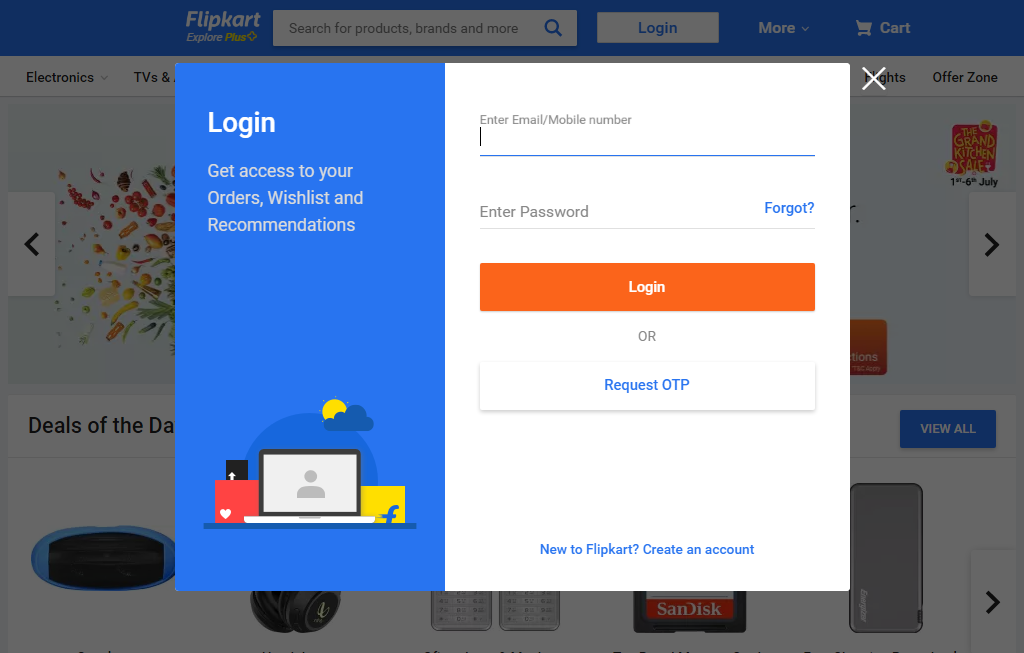 Flipkart
Explore Plus
Search for products, brands and more
Login
More
Cart
Electronics
TVs &
Offer Zone
Login
Get access to your
Orders, Wishlist and
Recommendations
Enter Email/Mobile number
Enter Password
Forgot?
Login
OR
Request OTP
New to Flipkart? Create an account
THE
GRAND
KITCHEN
SALE
1st-6th July
*T&C Apply
Deals of the Da
VIEW ALL
SanDisk
Energizer